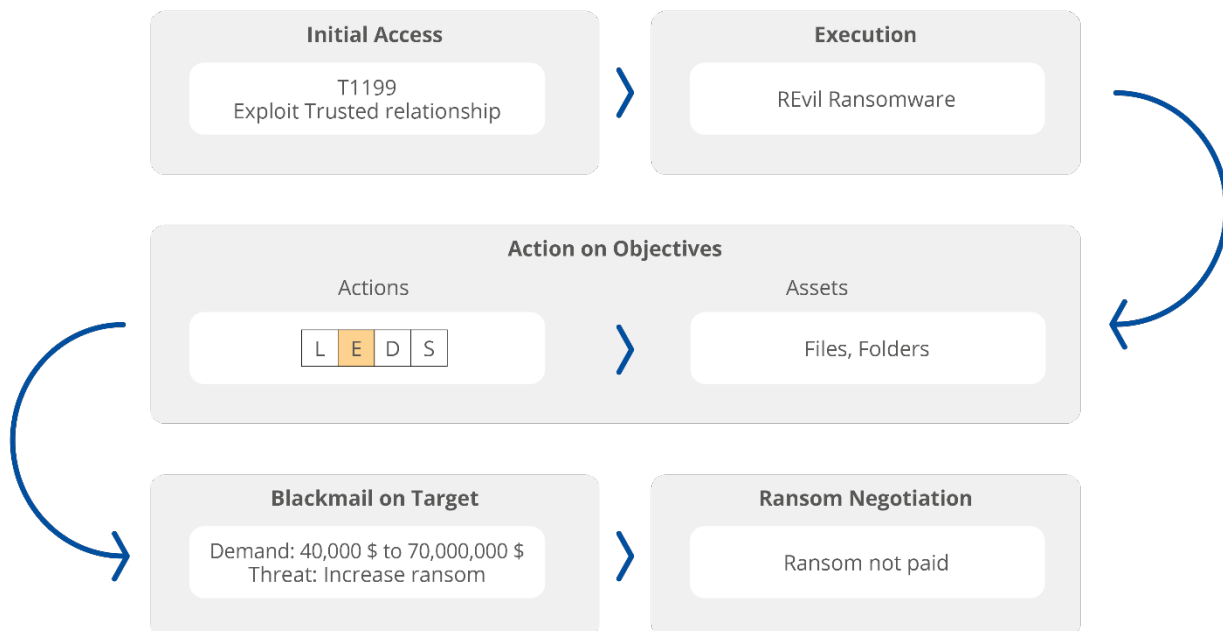 Initial Access
T1199
Exploit Trusted relationship
Execution
REvil Ransomware
Action on Objectives
Actions
L E D S
Assets
Files, Folders
Blackmail on Target
Demand: 40,000 $ to 70,000,000 $
Threat: Increase ransom
Ransom Negotiation
Ransom not paid